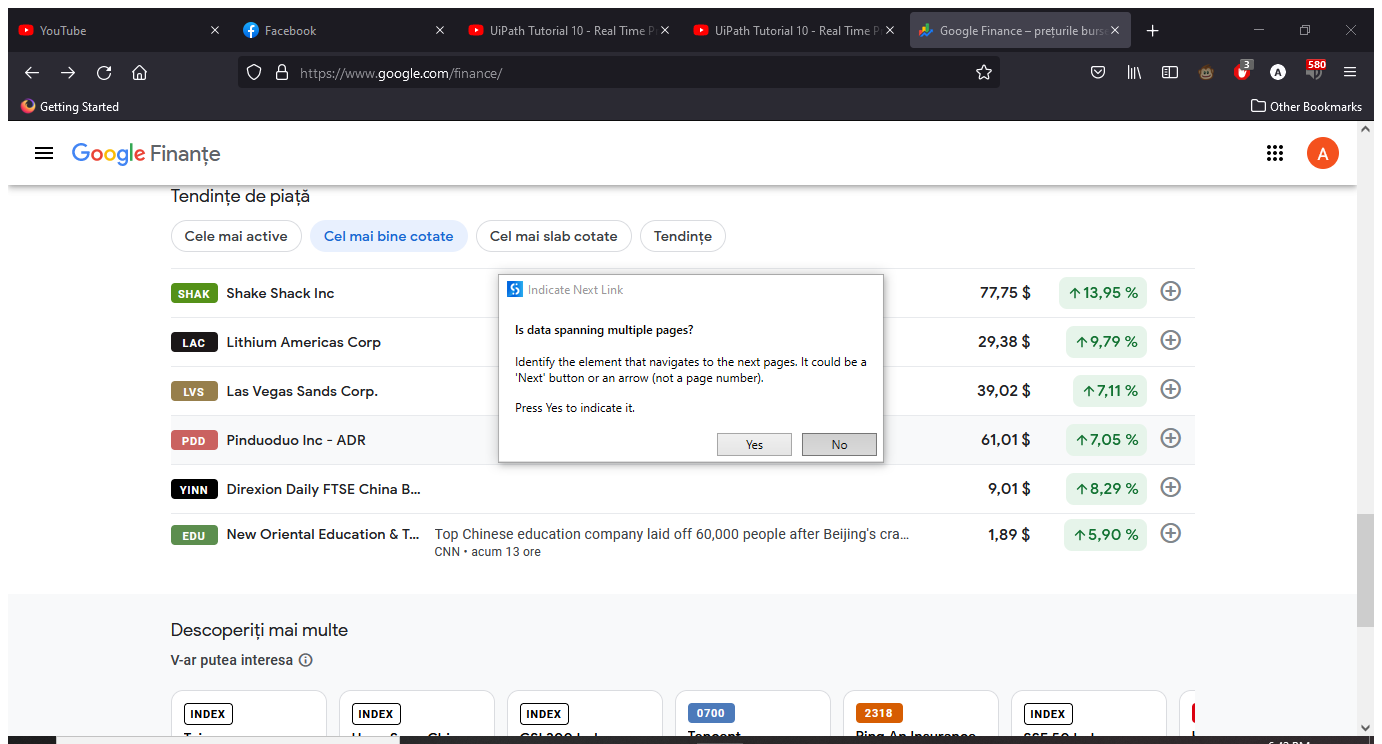 YouTube
Facebook
UiPath Tutorial 10 - Real Time P
UiPath Tutorial 10 - Real Time P
Google Finance – prețurile burse
https://www.google.com/finance/
3
A
580
Getting Started
Other Bookmarks
Google Finanțe
A
Tendințe de piață
Cele mai active
Cel mai bine cotate
Cel mai slab cotate
Tendințe
SHAK Shake Shack Inc 77,75 $ ↑13,95 %
LAC Lithium Americas Corp 29,38 $ ↑9,79 %
LVS Las Vegas Sands Corp. 39,02 $ ↑7,11 %
PDD Pinduoduo Inc - ADR 61,01 $ ↑7,05 %
YINN Direxion Daily FTSE China B... 9,01 $ ↑8,29 %
EDU New Oriental Education & T... Top Chinese education company laid off 60,000 people after Beijing's cra... 1,89 $ ↑5,90 %
CNN • acum 13 ore
Indicate Next Link
Is data spanning multiple pages?
Identify the element that navigates to the next pages. It could be a
'Next' button or an arrow (not a page number).
Press Yes to indicate it.
Yes
No
Descoperiți mai multe
V-ar putea interesa
INDEX
INDEX
INDEX
0700
2318
INDEX
Tencent
Ping An Insurance